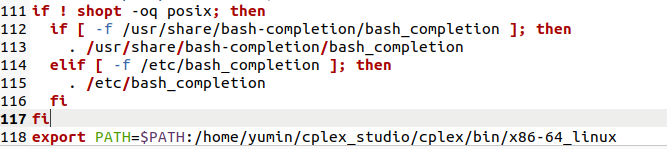 111 if ! shopt -oq posix; then
112   if [ -f /usr/share/bash-completion/bash_completion ]; then
113     . /usr/share/bash-completion/bash_completion
114   elif [ -f /etc/bash_completion ]; then
115     . /etc/bash_completion
116   fi
117 fi
118 export PATH=$PATH:/home/yumin/cplex_studio/cplex/bin/x86-64_linux